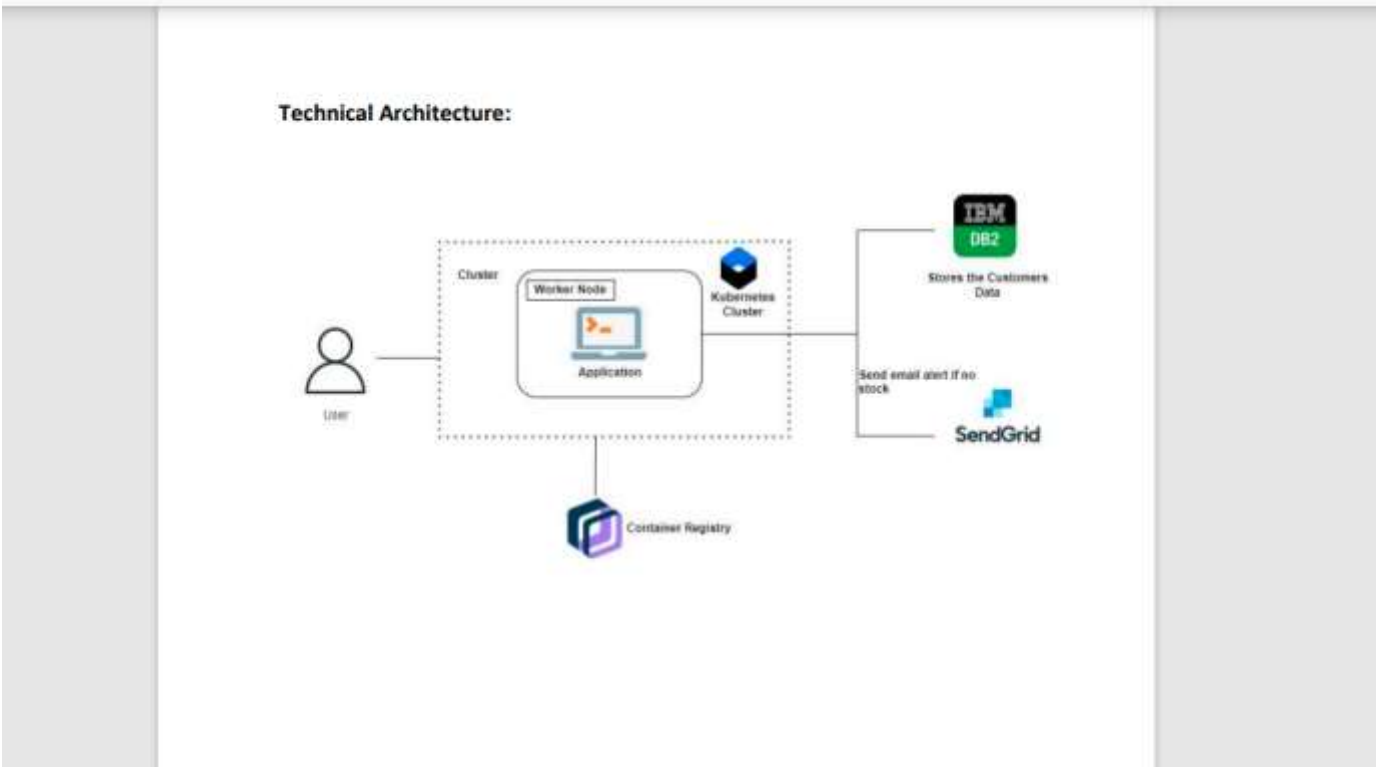 Technical Architecture:
IBM
DB2
Stores the Customers
Data
Cluster
Worker Node
Kubernetes
Cluster
Application
User
Send email alert if no
stock
SendGrid
Container Registry